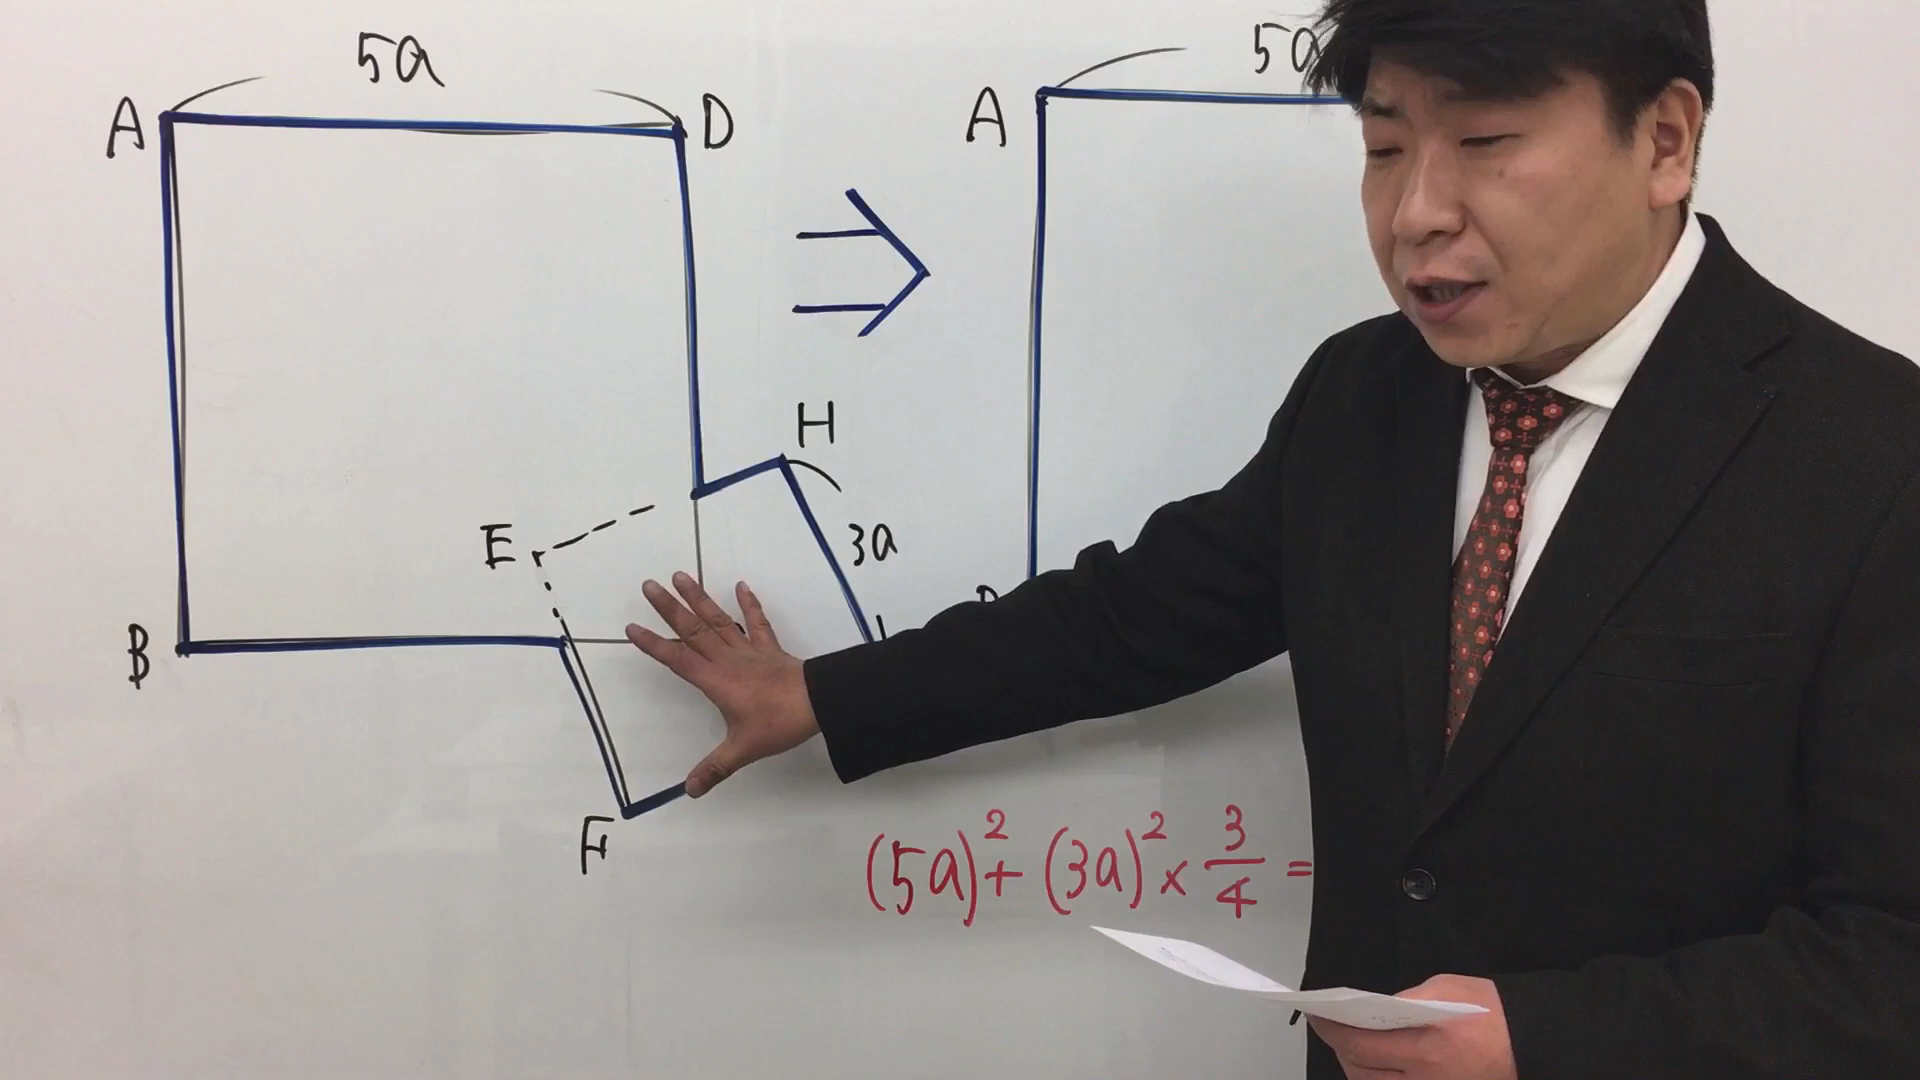 5a
A
D
H
E
3a
B
F
5a
A
(5a)² + (3a)² × 3/4 =